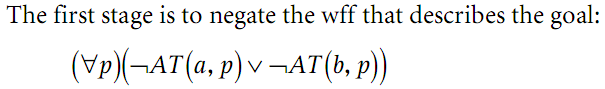 The first stage is to negate the wff that describes the goal:
(∀p)(¬AT(a, p) ∨ ¬AT(b, p))